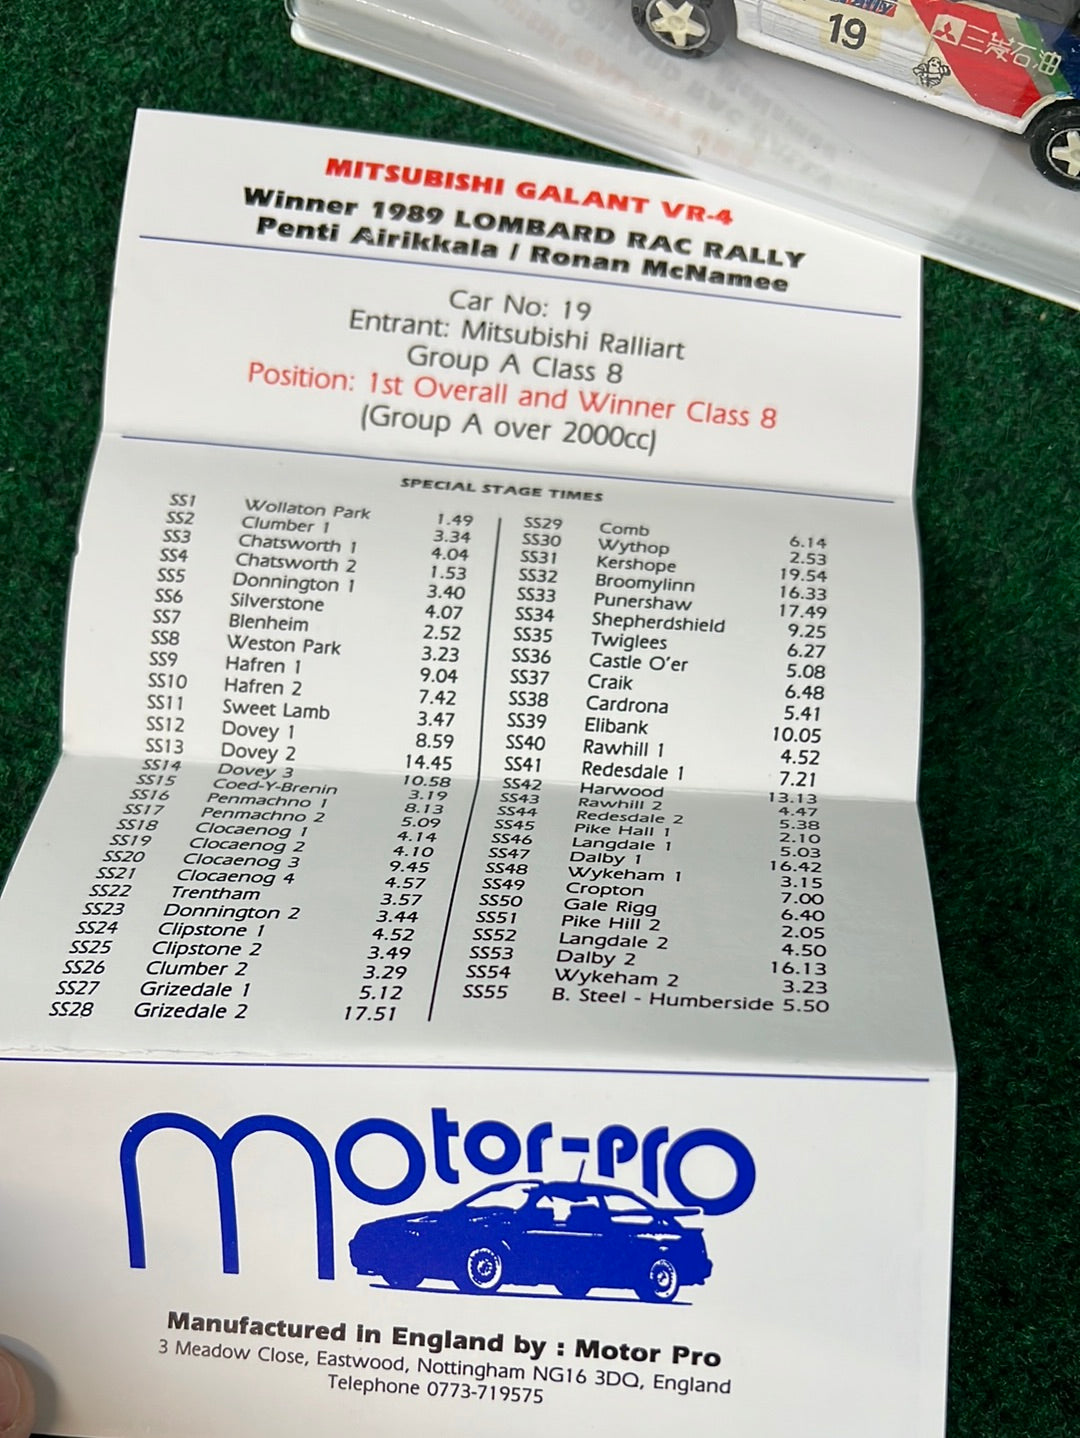 19
三菱石油
MITSUBISHI GALANT VR-4
Winner 1989 LOMBARD RAC RALLY
Penti Airikkala / Ronan McNamee
Car No: 19
Entrant: Mitsubishi Ralliart
Group A Class 8
Position: 1st Overall and Winner Class 8
(Group A over 2000cc)
SPECIAL STAGE TIMES
SS1 Wollaton Park 1.49
SS2 Clumber 1 3.34
SS3 Chatsworth 1 4.04
SS4 Chatsworth 2 1.53
SS5 Donnington 1 3.40
SS6 Silverstone 4.07
SS7 Blenheim 2.52
SS8 Weston Park 3.23
SS9 Hafren 1 9.04
SS10 Hafren 2 7.42
SS11 Sweet Lamb 3.47
SS12 Dovey 1 8.59
SS13 Dovey 2 14.45
SS14 Dovey 3 10.58
SS15 Coed-Y-Brenin 3.19
SS16 Penmachno 1 8.13
SS17 Penmachno 2 5.09
SS18 Clocaenog 1 4.14
SS19 Clocaenog 2 4.10
SS20 Clocaenog 3 9.45
SS21 Clocaenog 4 4.57
SS22 Trentham 3.57
SS23 Donnington 2 3.44
SS24 Clipstone 1 4.52
SS25 Clipstone 2 3.49
SS26 Clumber 2 3.29
SS27 Grizedale 1 5.12
SS28 Grizedale 2 17.51
SS29 Comb 6.14
SS30 Wythop 2.53
SS31 Kershope 19.54
SS32 Broomylinn 16.33
SS33 Punershaw 17.49
SS34 Shepherdshield 9.25
SS35 Twiglees 6.27
SS36 Castle O'er 5.08
SS37 Craik 6.48
SS38 Cardrona 5.41
SS39 Elibank 10.05
SS40 Rawhill 1 4.52
SS41 Redesdale 1 7.21
SS42 Harwood 13.13
SS43 Rawhill 2 4.47
SS44 Redesdale 2 5.38
SS45 Pike Hall 1 2.10
SS46 Langdale 1 5.03
SS47 Dalby 1 16.42
SS48 Wykeham 1 3.15
SS49 Cropton 7.00
SS50 Gale Rigg 6.40
SS51 Pike Hill 2 2.05
SS52 Langdale 2 4.50
SS53 Dalby 2 16.13
SS54 Wykeham 2 3.23
SS55 B. Steel - Humberside 5.50
motor-pro
Manufactured in England by : Motor Pro
3 Meadow Close, Eastwood, Nottingham NG16 3DQ, England
Telephone 0773-719575